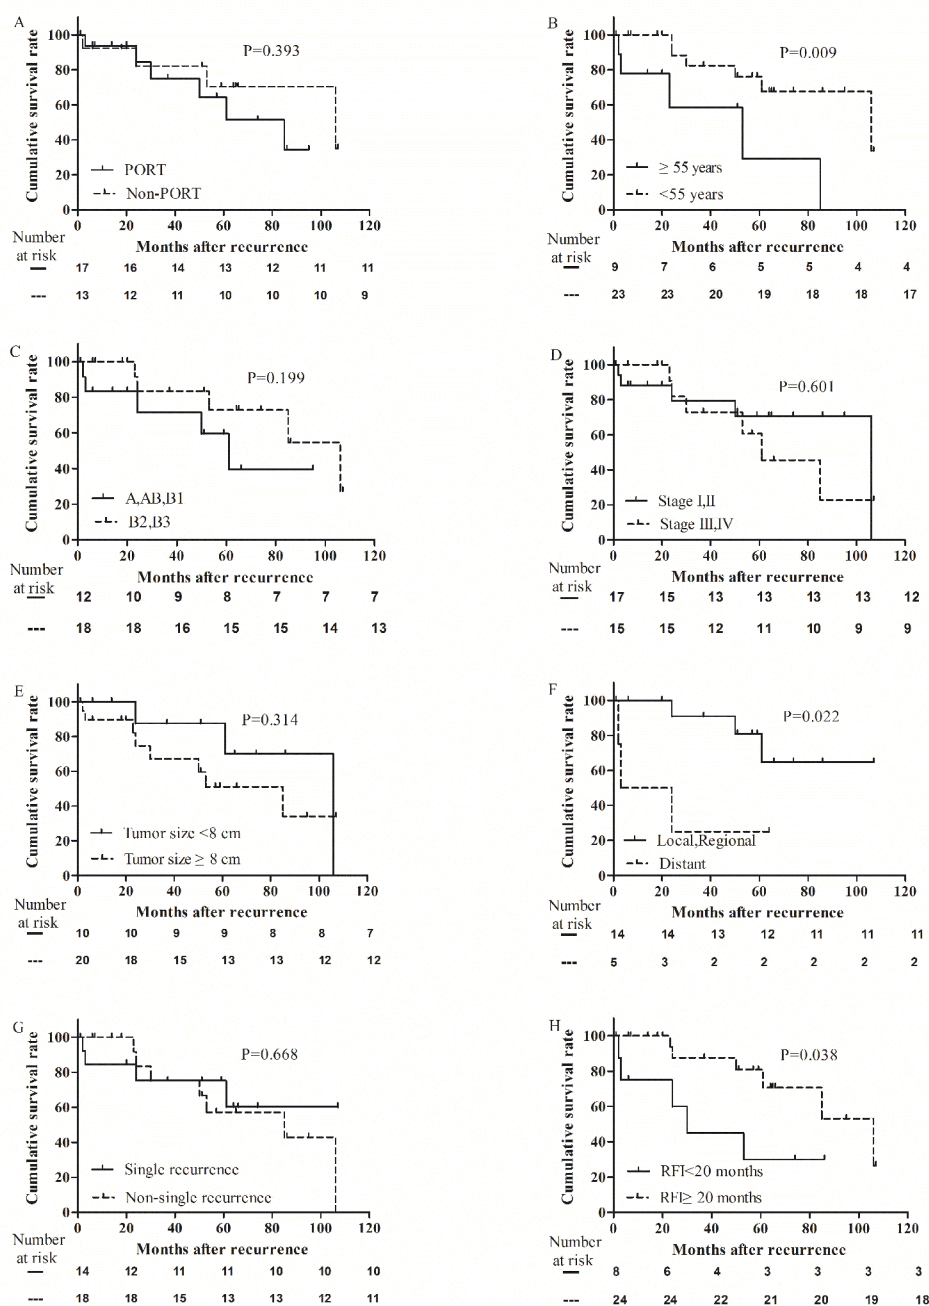 A
P=0.393
Cumulative survival rate
100
80
60
40
20
0
PORT
Non-PORT
0 20 40 60 80 100 120
Months after recurrence
Number
at risk
17 16 14 13 12 11 11
13 12 11 10 10 10 9
B
P=0.009
Cumulative survival rate
100
80
60
40
20
0
≥ 55 years
<55 years
0 20 40 60 80 100 120
Months after recurrence
Number
at risk
9 7 6 5 5 4 4
23 23 20 19 18 18 17
C
P=0.199
Cumulative survival rate
100
80
60
40
20
0
A,AB,B1
B2,B3
0 20 40 60 80 100 120
Months after recurrence
Number
at risk
12 10 9 8 7 7 7
18 18 16 15 15 14 13
D
P=0.601
Cumulative survival rate
100
80
60
40
20
0
Stage I,II
Stage III,IV
0 20 40 60 80 100 120
Months after recurrence
Number
at risk
17 15 13 13 13 13 12
15 15 12 11 10 9 9
E
P=0.314
Cumulative survival rate
100
80
60
40
20
0
Tumor size <8 cm
Tumor size ≥ 8 cm
0 20 40 60 80 100 120
Months after recurrence
Number
at risk
10 10 9 9 8 8 7
20 18 15 13 13 12 12
F
P=0.022
Cumulative survival rate
100
80
60
40
20
0
Local,Regional
Distant
0 20 40 60 80 100 120
Months after recurrence
Number
at risk
14 14 13 12 11 11 11
5 3 2 2 2 2 2
G
P=0.668
Cumulative survival rate
100
80
60
40
20
0
Single recurrence
Non-single recurrence
0 20 40 60 80 100 120
Months after recurrence
Number
at risk
14 12 11 11 10 10 10
18 18 15 13 13 12 11
H
P=0.038
Cumulative survival rate
100
80
60
40
20
0
RFI<20 months
RFI≥ 20 months
0 20 40 60 80 100 120
Months after recurrence
Number
at risk
8 6 4 3 3 3 3
24 24 22 21 20 19 18